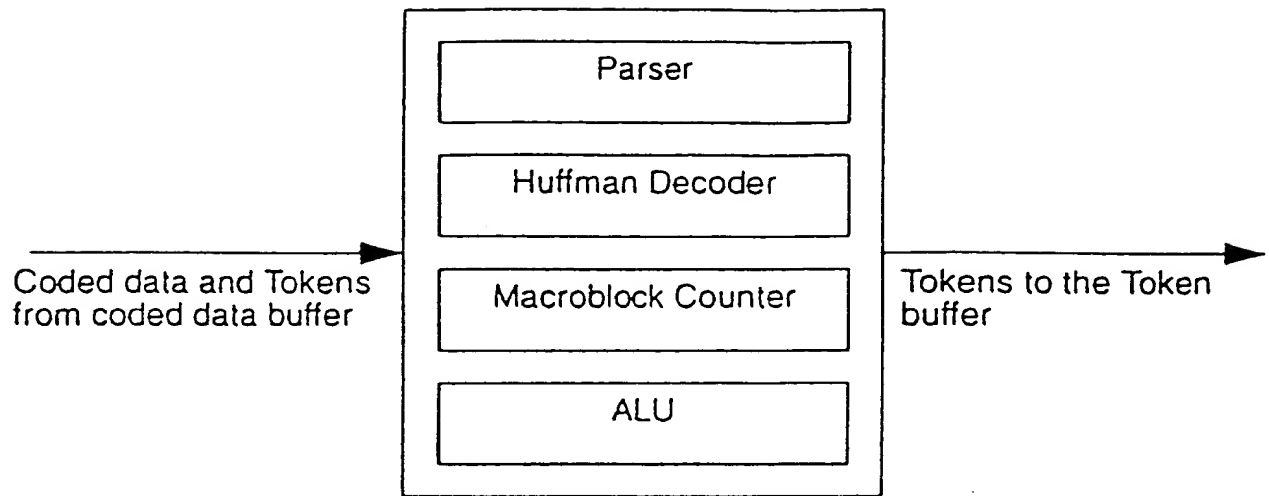 Parser
Huffman Decoder
Macroblock Counter
ALU
Coded data and Tokens
from coded data buffer
Tokens to the Token
buffer